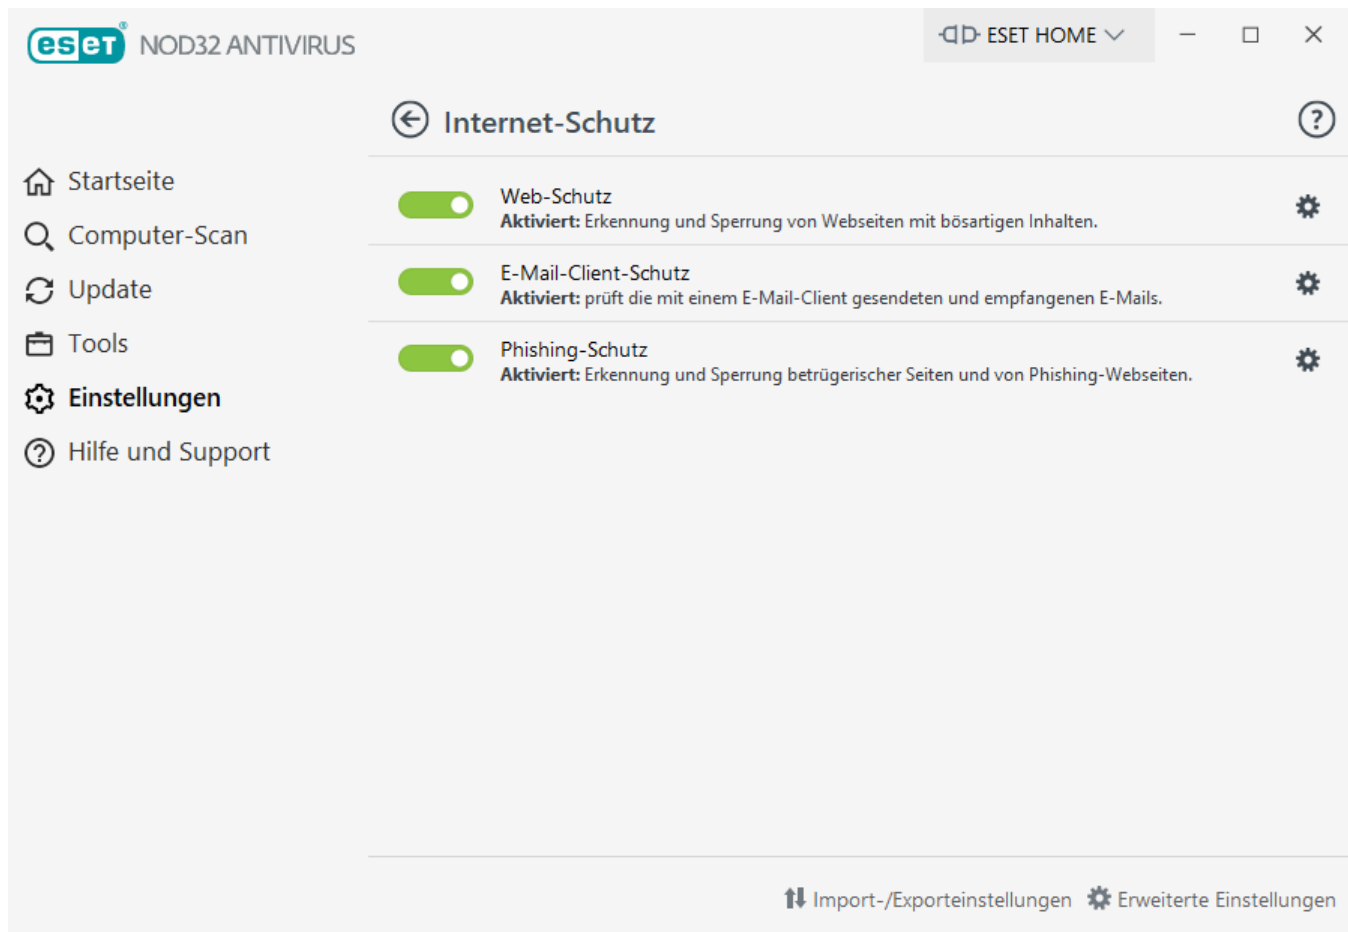 eset® NOD32 ANTIVIRUS
ESET HOME
Internet-Schutz
Startseite
Computer-Scan
Update
Tools
Einstellungen
Hilfe und Support
Web-Schutz
Aktiviert: Erkennung und Sperrung von Webseiten mit bösartigen Inhalten.
E-Mail-Client-Schutz
Aktiviert: prüft die mit einem E-Mail-Client gesendeten und empfangenen E-Mails.
Phishing-Schutz
Aktiviert: Erkennung und Sperrung betrügerischer Seiten und von Phishing-Webseiten.
Import-/Exporteinstellungen Erweiterte Einstellungen